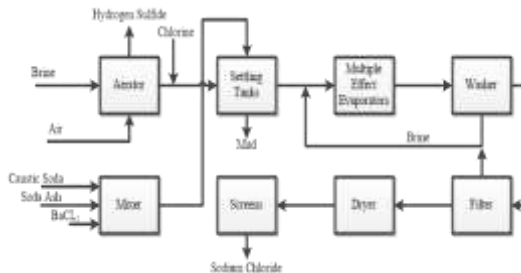 Hydrogen Sulfide
Chlorine
Brine
Aerator
Settling
Tanks
Multiple
Effect
Evaporators
Washer
Air
Mud
Brine
Caustic Soda
Soda Ash
BaCL2
Mixer
Screens
Dryer
Filter
Sodium Chloride